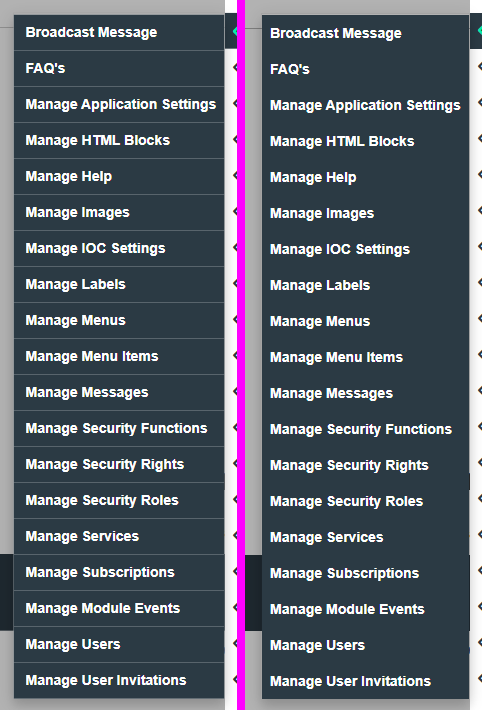 Broadcast Message
FAQ's
Manage Application Settings
Manage HTML Blocks
Manage Help
Manage Images
Manage IOC Settings
Manage Labels
Manage Menus
Manage Menu Items
Manage Messages
Manage Security Functions
Manage Security Rights
Manage Security Roles
Manage Services
Manage Subscriptions
Manage Module Events
Manage Users
Manage User Invitations
Broadcast Message
FAQ's
Manage Application Settings
Manage HTML Blocks
Manage Help
Manage Images
Manage IOC Settings
Manage Labels
Manage Menus
Manage Menu Items
Manage Messages
Manage Security Functions
Manage Security Rights
Manage Security Roles
Manage Services
Manage Subscriptions
Manage Module Events
Manage Users
Manage User Invitations